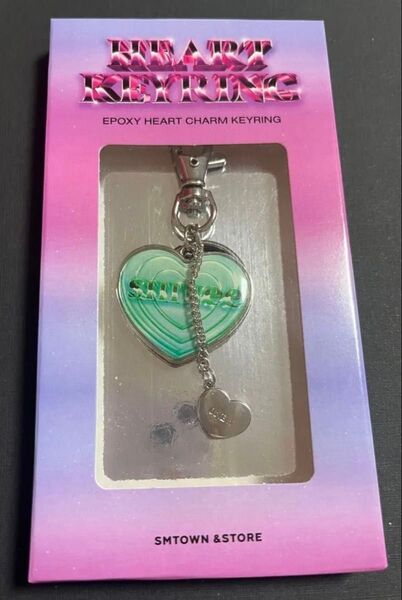 HEART
KEYRING
EPOXY HEART CHARM KEYRING
SHINee
SMTOWN &STORE